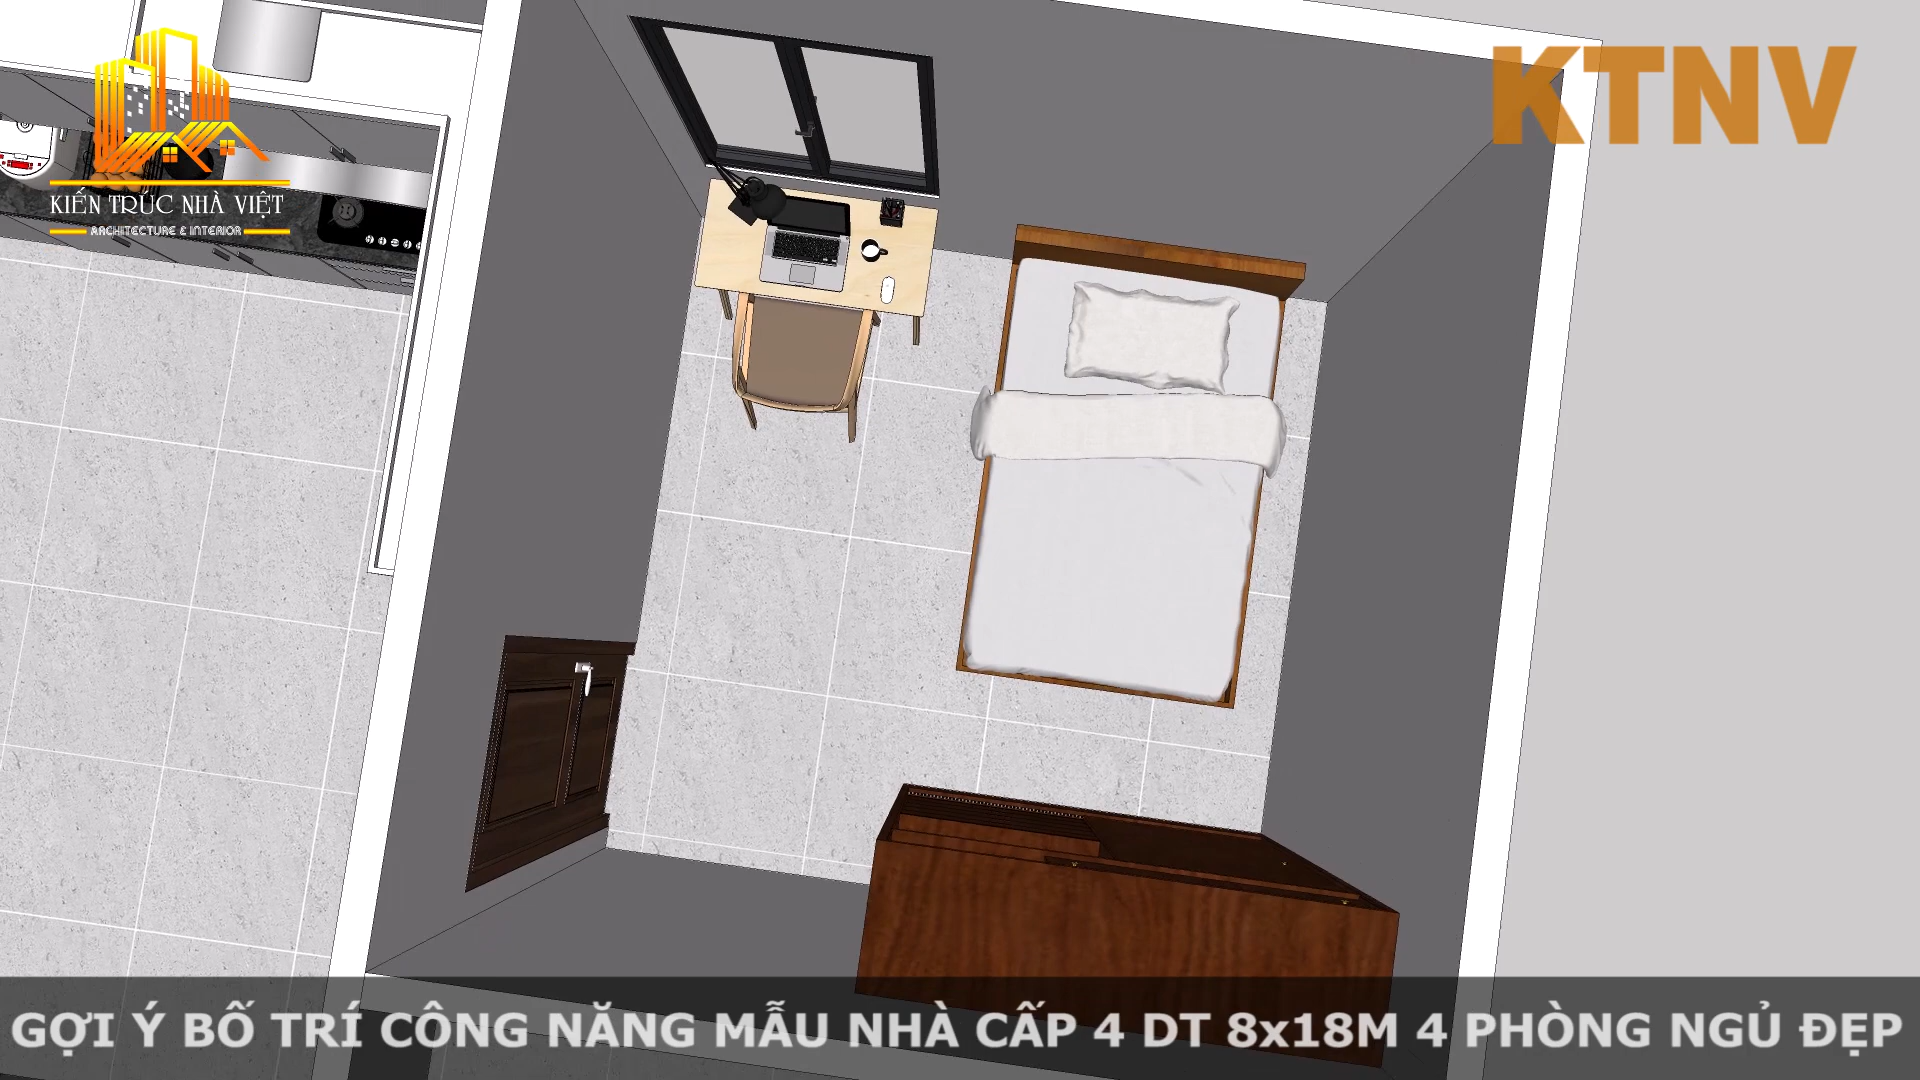 KTNV
KIẾN TRÚC NHÀ VIỆT
ARCHITECTURE & INTERIOR
GỢI Ý BỐ TRÍ CÔNG NĂNG MẪU NHÀ CẤP 4 DT 8x18M 4 PHÒNG NGỦ ĐẸP